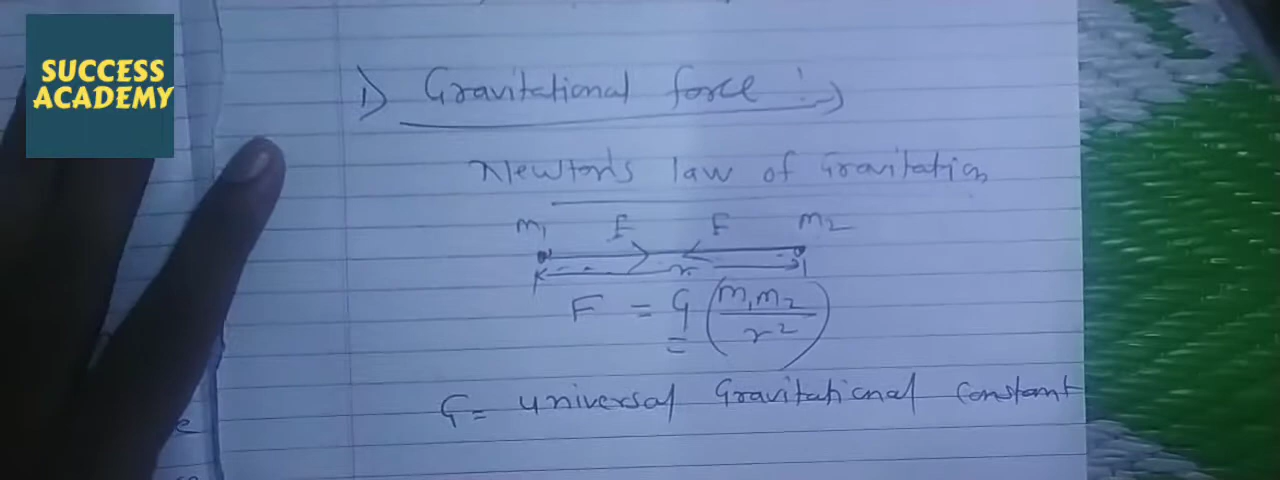 SUCCESS
ACADEMY
1) Gravitational force :-)
Newton's law of Gravitation
m1 F F m2
r
F = G (m1m2/r²)
G = Universal Gravitational Constant